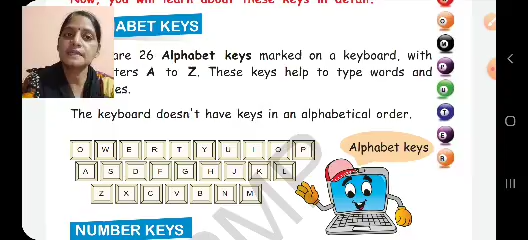 Now, you will learn about these keys in detail.
ABET KEYS
are 26 Alphabet keys marked on a keyboard, with
ters A to Z. These keys help to type words and
es.
The keyboard doesn't have keys in an alphabetical order.
Alphabet keys
Q W E R T Y U I O P
A S D F G H J K L
Z X C V B N M
NUMBER KEYS
C
O
M
P
U
T
E
R